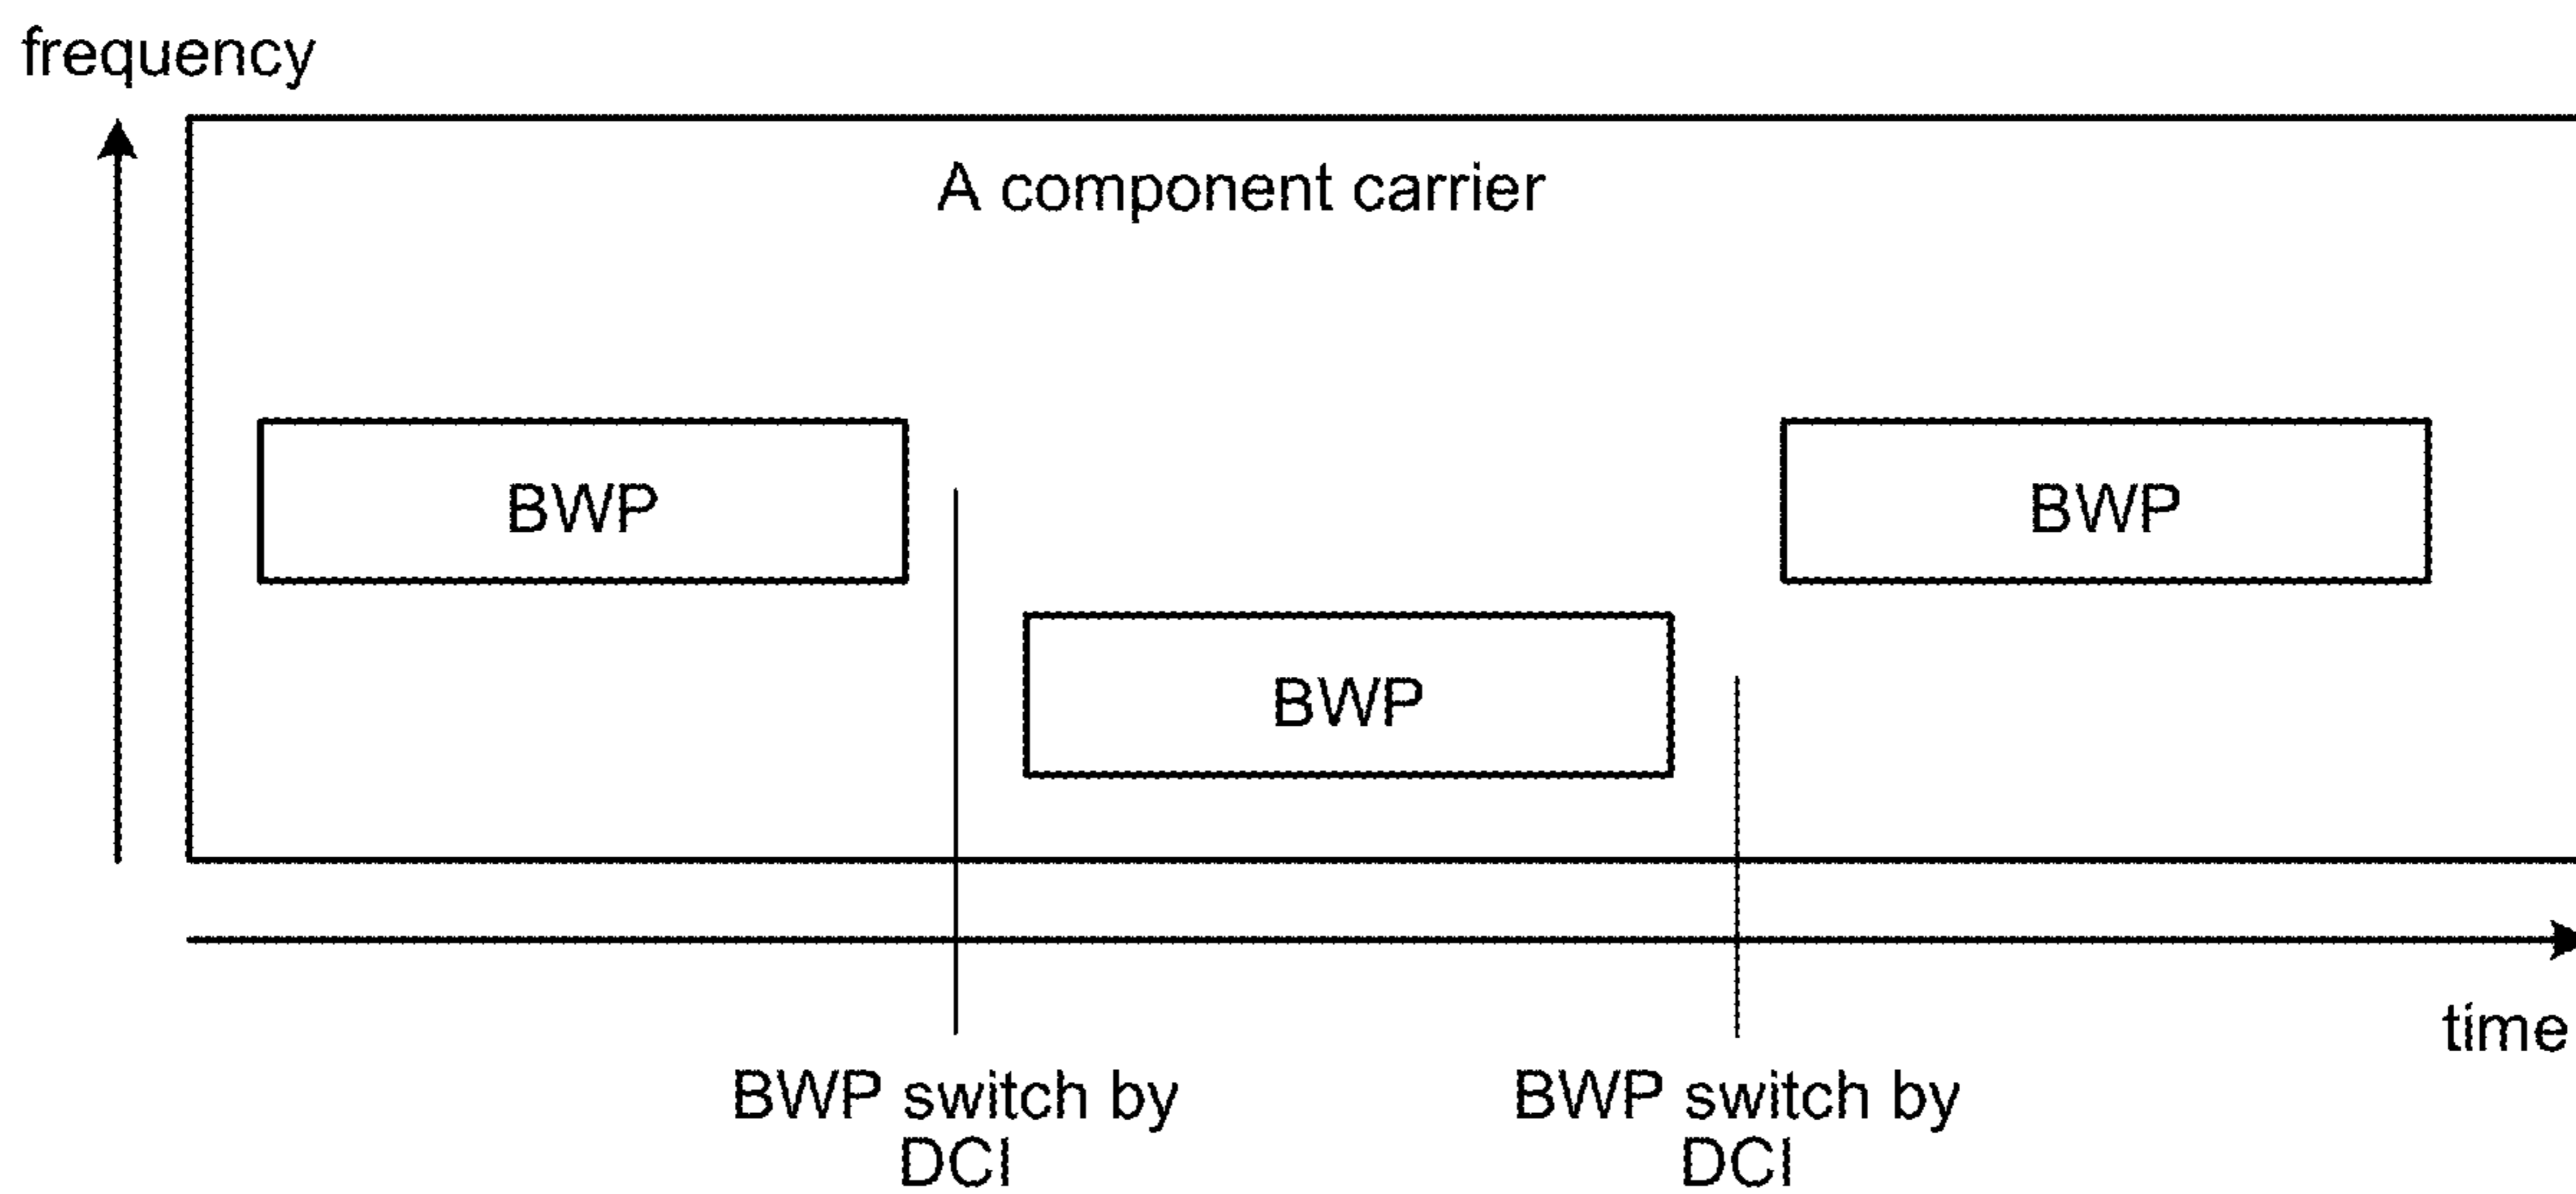 frequency
A component carrier
BWP
BWP
BWP
time
BWP switch by
DCI
BWP switch by
DCI